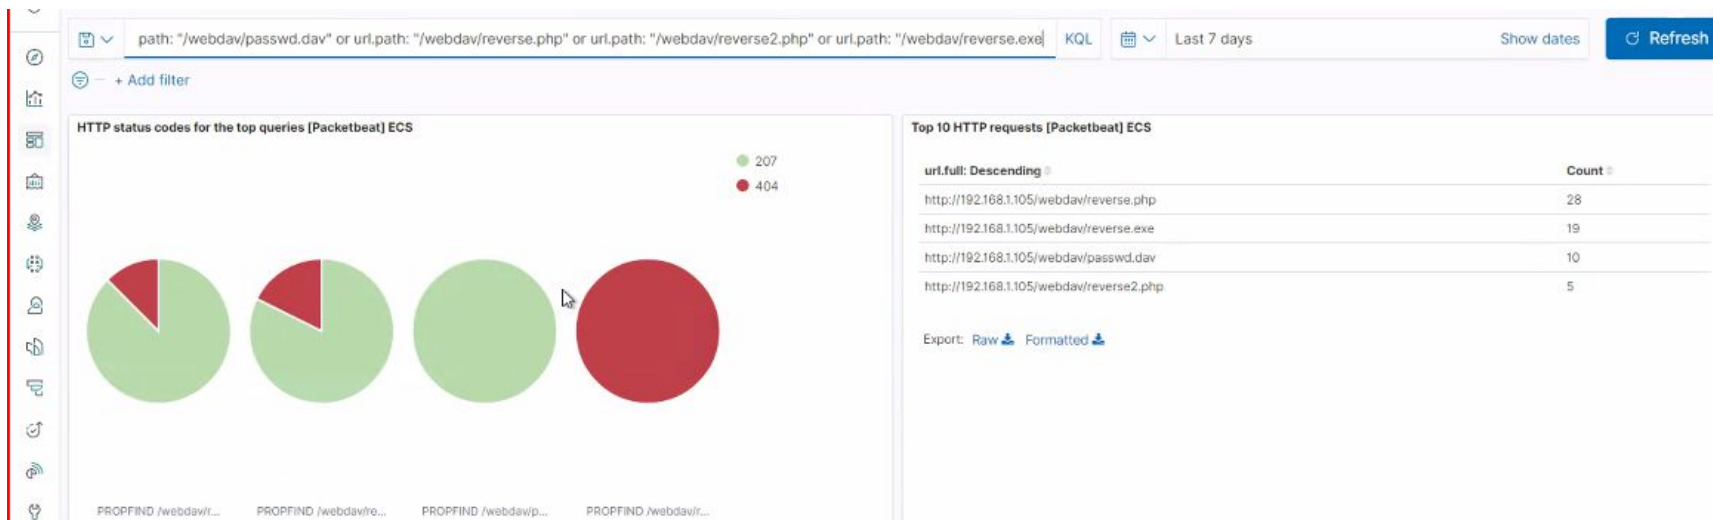 path: "/webdav/passwd.dav" or url.path: "/webdav/reverse.php" or url.path: "/webdav/reverse2.php" or url.path: "/webdav/reverse.exe
KQL
Last 7 days
Show dates
Refresh
+ Add filter
HTTP status codes for the top queries [Packetbeat] ECS
207
404
PROPFIND /webdav/r...
PROPFIND /webdav/re...
PROPFIND /webdav/p...
PROPFIND /webdav/r...
Top 10 HTTP requests [Packetbeat] ECS
url.full: Descending Count
http://192.168.1.105/webdav/reverse.php 28
http://192.168.1.105/webdav/reverse.exe 19
http://192.168.1.105/webdav/passwd.dav 10
http://192.168.1.105/webdav/reverse2.php 5
Export: Raw Formatted